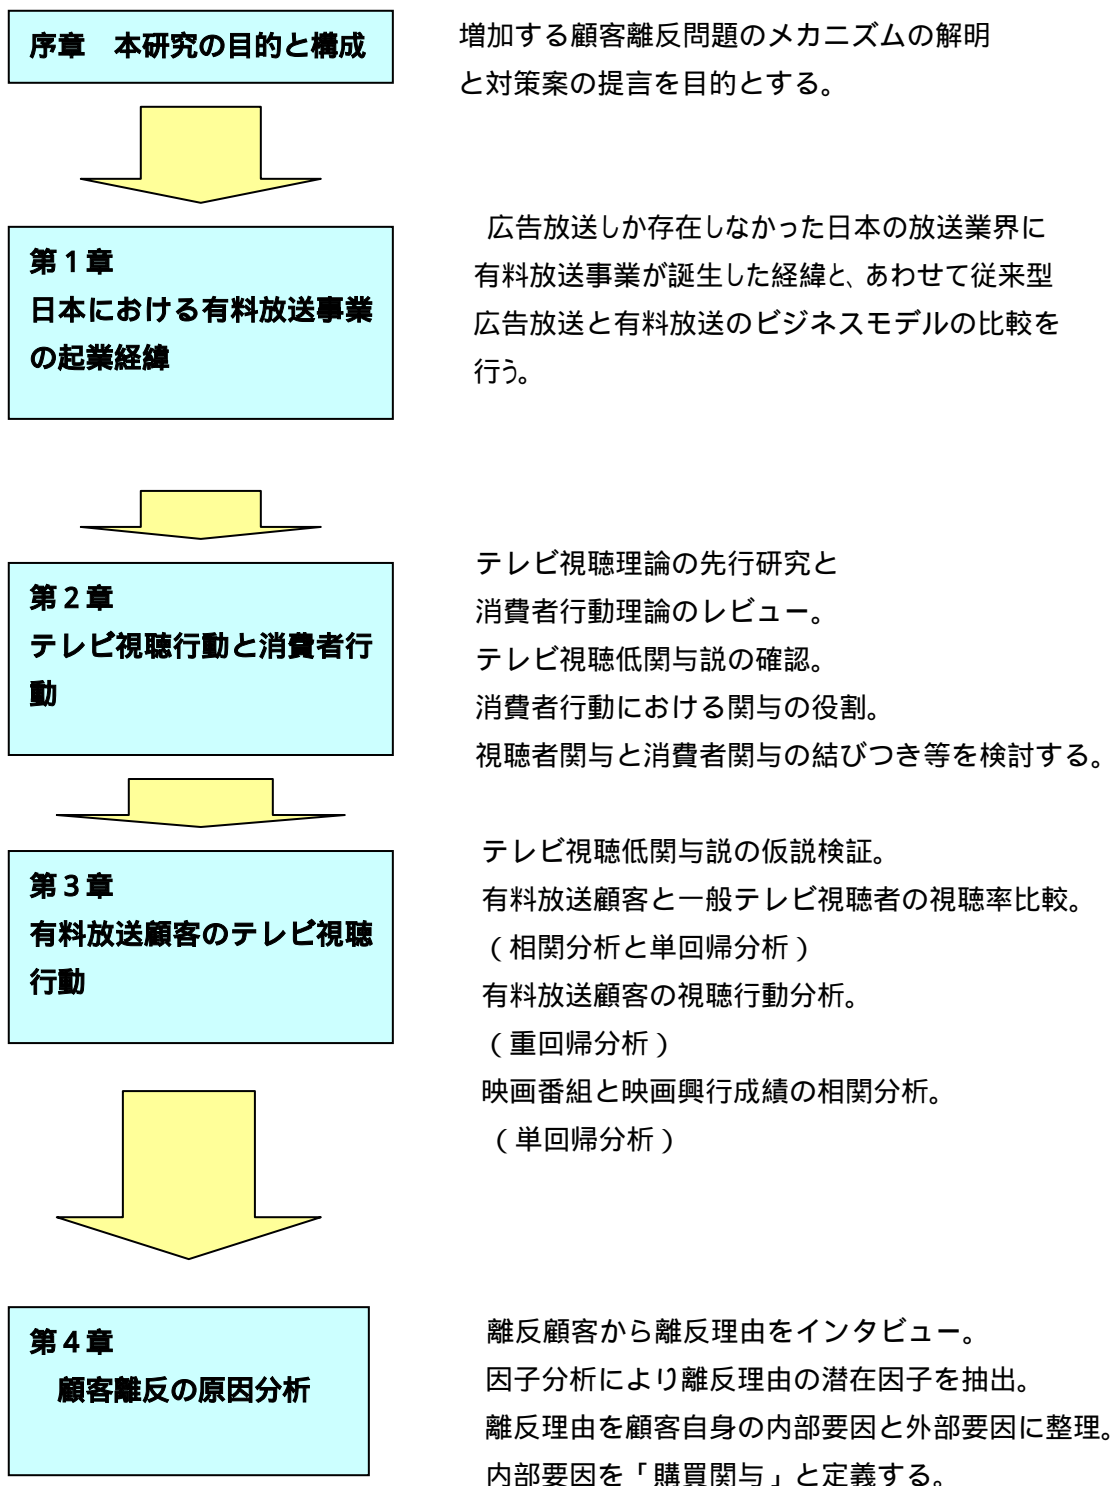 序章　本研究の目的と構成
増加する顧客離反問題のメカニズムの解明
と対策案の提言を目的とする。
第１章
日本における有料放送事業
の起業経緯
広告放送しか存在しなかった日本の放送業界に
有料放送事業が誕生した経緯と、あわせて従来型
広告放送と有料放送のビジネスモデルの比較を
行う。
第２章
テレビ視聴行動と消費者行
動
テレビ視聴理論の先行研究と
消費者行動理論のレビュー。
テレビ視聴低関与説の確認。
消費者行動における関与の役割。
視聴者関与と消費者関与の結びつき等を検討する。
第３章
有料放送顧客のテレビ視聴
行動
テレビ視聴低関与説の仮説検証。
有料放送顧客と一般テレビ視聴者の視聴率比較。
（相関分析と単回帰分析）
有料放送顧客の視聴行動分析。
（重回帰分析）
映画番組と映画興行成績の相関分析。
（単回帰分析）
第４章
顧客離反の原因分析
離反顧客から離反理由をインタビュー。
因子分析により離反理由の潜在因子を抽出。
離反理由を顧客自身の内部要因と外部要因に整理。
内部要因を「購買関与」と定義する。